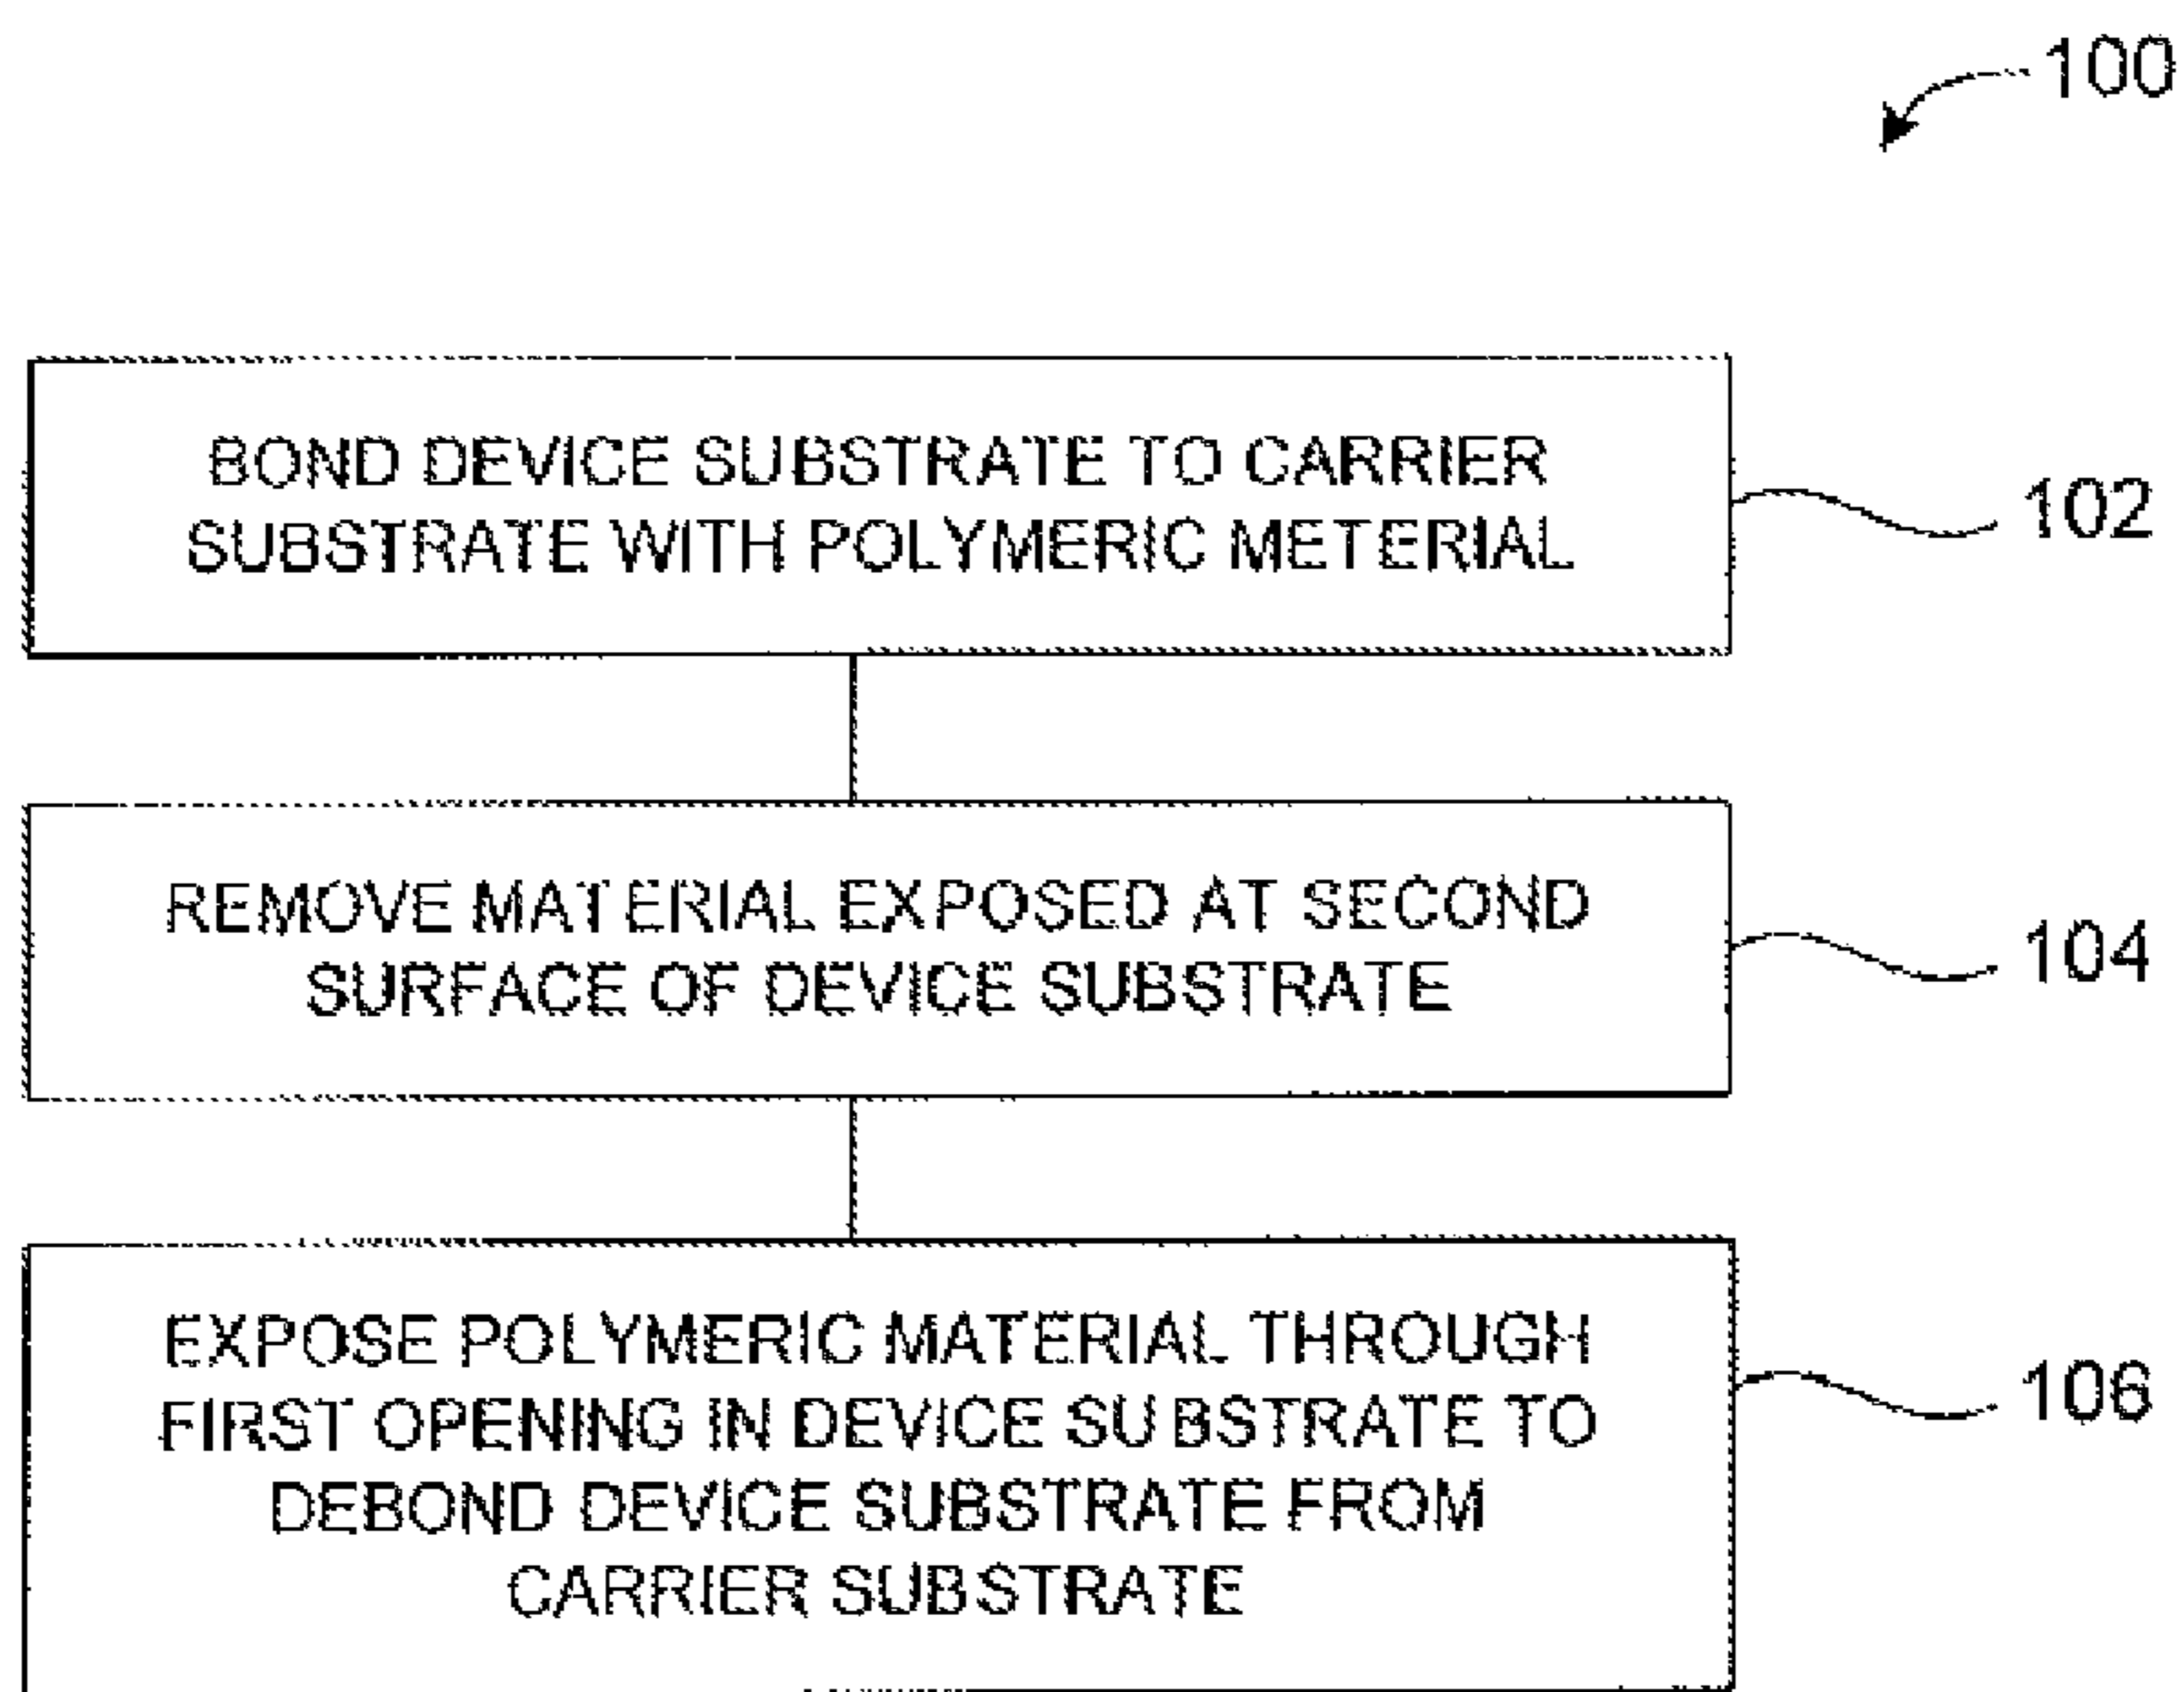 100
BOND DEVICE SUBSTRATE TO CARRIER
SUBSTRATE WITH POLYMERIC METERIAL
102
REMOVE MATERIAL EXPOSED AT SECOND
SURFACE OF DEVICE SUBSTRATE
104
EXPOSE POLYMERIC MATERIAL THROUGH
FIRST OPENING IN DEVICE SUBSTRATE TO
DEBOND DEVICE SUBSTRATE FROM
CARRIER SUBSTRATE
106